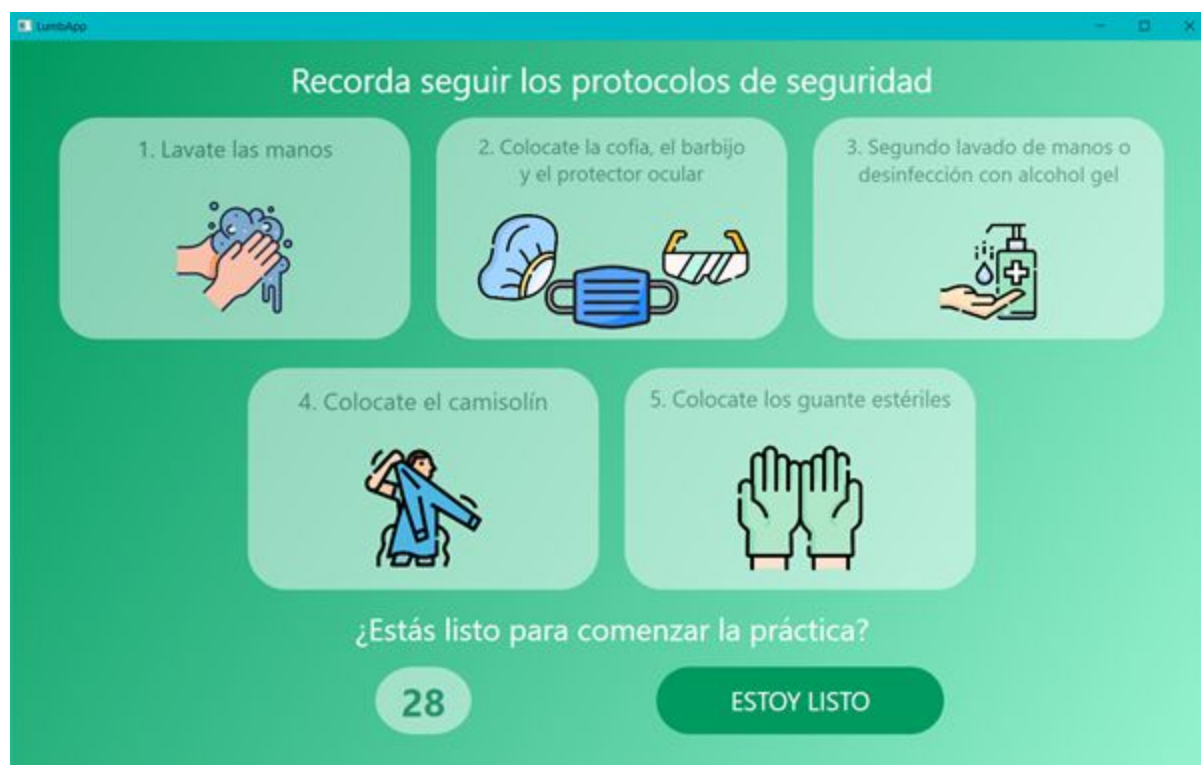 LumbApp
Recorda seguir los protocolos de seguridad
1. Lavate las manos
2. Colocate la cofia, el barbijo
y el protector ocular
3. Segundo lavado de manos o
desinfección con alcohol gel
4. Colocate el camisolín
5. Colocate los guante estériles
¿Estás listo para comenzar la práctica?
28
ESTOY LISTO